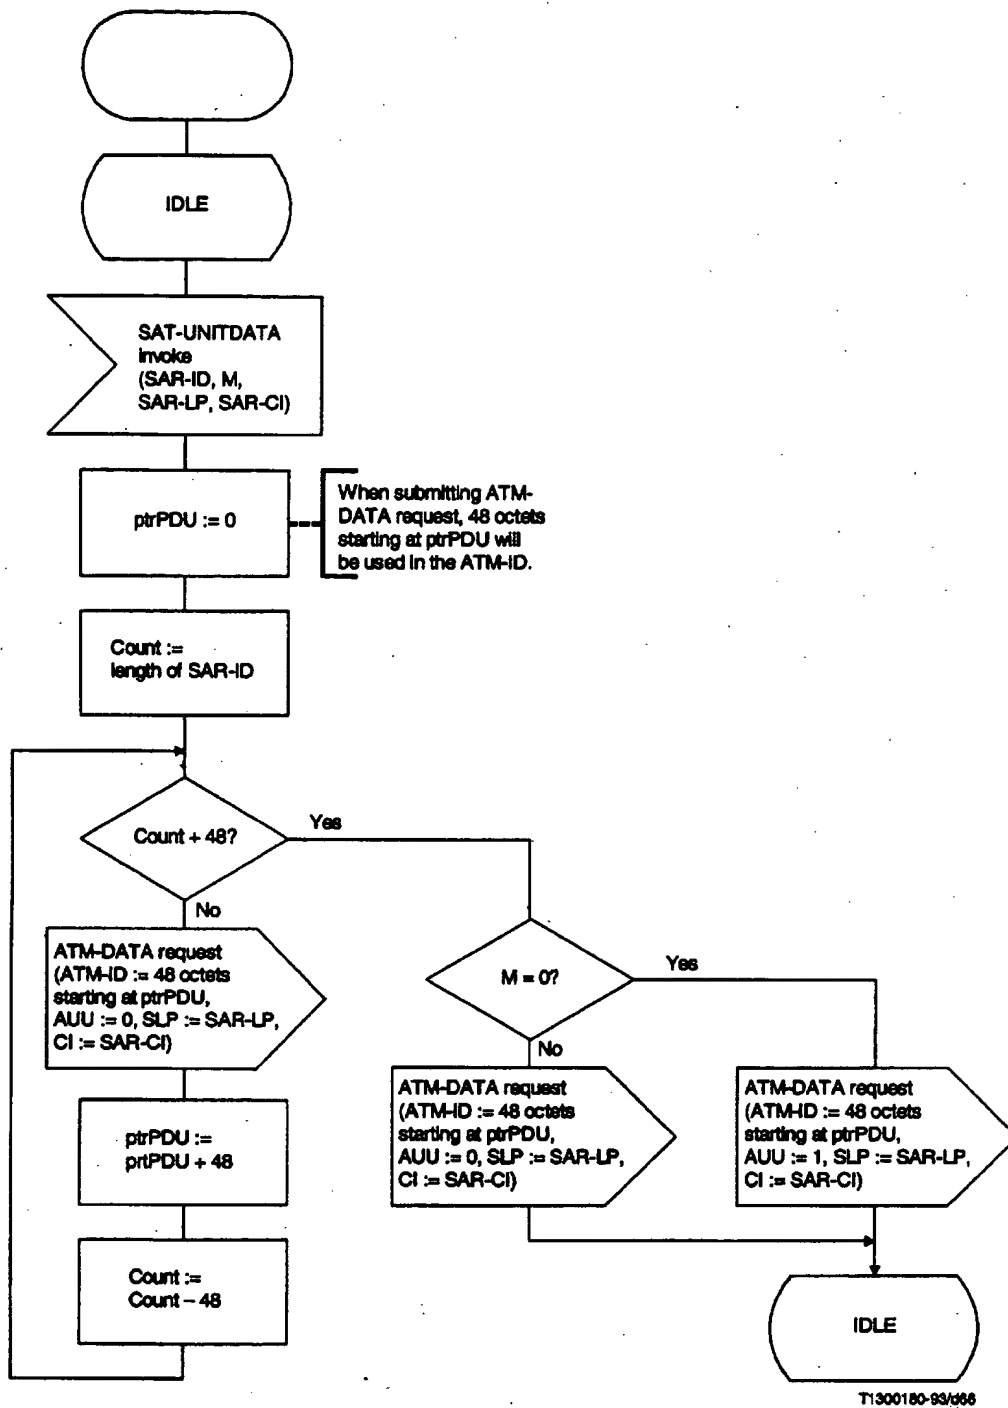 IDLE
SAT-UNITDATA
invoke
(SAR-ID, M,
SAR-LP, SAR-CI)
ptrPDU := 0
When submitting ATM-
DATA request, 48 octets
starting at ptrPDU will
be used in the ATM-ID.
Count :=
length of SAR-ID
Count + 48?
Yes
No
ATM-DATA request
(ATM-ID := 48 octets
starting at ptrPDU,
AUU := 0, SLP := SAR-LP,
CI := SAR-CI)
M = 0?
Yes
No
ATM-DATA request
(ATM-ID := 48 octets
starting at ptrPDU,
AUU := 0, SLP := SAR-LP,
CI := SAR-CI)
ATM-DATA request
(ATM-ID := 48 octets
starting at ptrPDU,
AUU := 1, SLP := SAR-LP,
CI := SAR-CI)
ptrPDU :=
prtPDU + 48
Count :=
Count – 48
IDLE
T1300180-93/d66